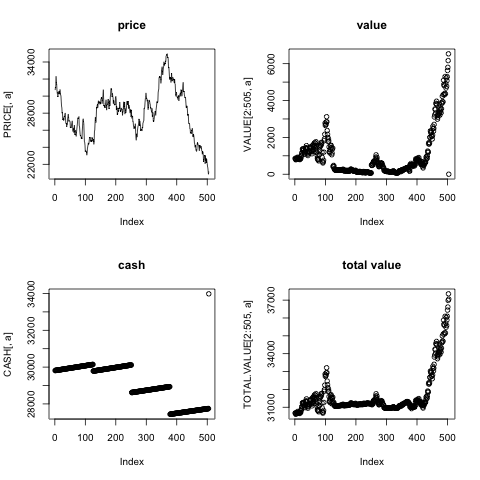 price
PRICE[, a]
34000
28000
22000
0 100 200 300 400 500
Index
value
VALUE[2:505, a]
6000
4000
2000
0
0 100 200 300 400 500
Index
cash
CASH[, a]
34000
32000
30000
28000
0 100 200 300 400 500
Index
total value
TOTAL.VALUE[2:505, a]
37000
34000
31000
0 100 200 300 400 500
Index